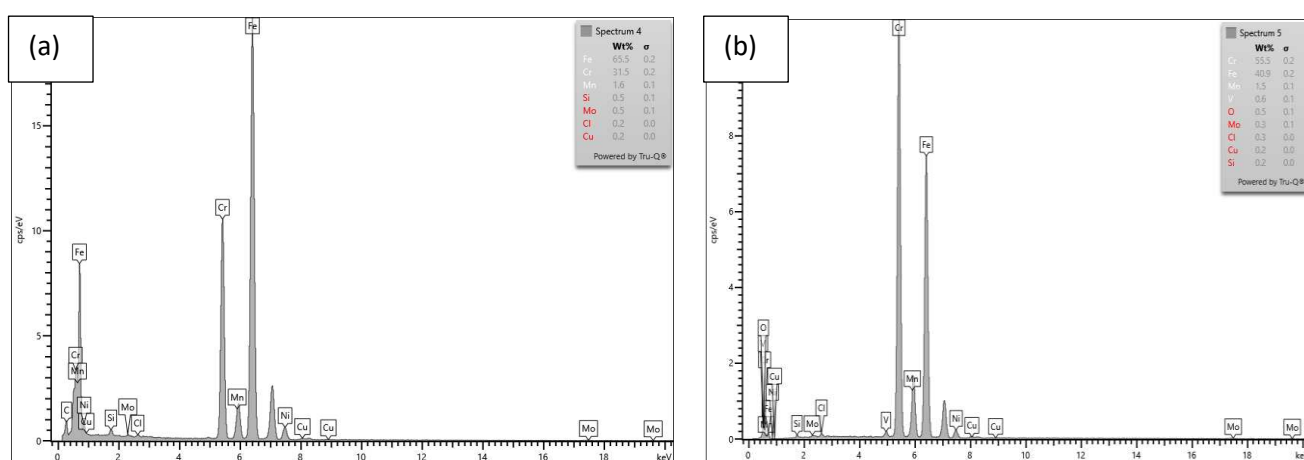 (a)
Spectrum 4
Wt% σ
Fe 65.5 0.2
Cr 31.5 0.2
Mn 1.6 0.1
Si 0.5 0.1
Mo 0.5 0.1
Cl 0.2 0.0
Cu 0.2 0.0
Powered by Tru-Q®
Fe
15
cps/eV
10
Cr
Fe
5
Cr
Mn
C
Ni
Cu
Si
Mo
Cl
Mn
Ni
Cu
Cu
Mo
Mo
0
0 2 4 6 8 10 12 14 16 18 keV
(b)
Spectrum 5
Wt% σ
Cr 55.5 0.2
Fe 40.9 0.2
Mn 1.5 0.1
V 0.6 0.1
O 0.5 0.1
Mo 0.3 0.1
Cl 0.3 0.0
Cu 0.2 0.0
Si 0.2 0.0
Powered by Tru-Q®
Cr
8
Fe
6
cps/eV
4
O
2
Cu
Mn
Si
Mo
Cl
V
Ni
Cu
Cu
Mo
Mo
0
0 2 4 6 8 10 12 14 16 18 keV